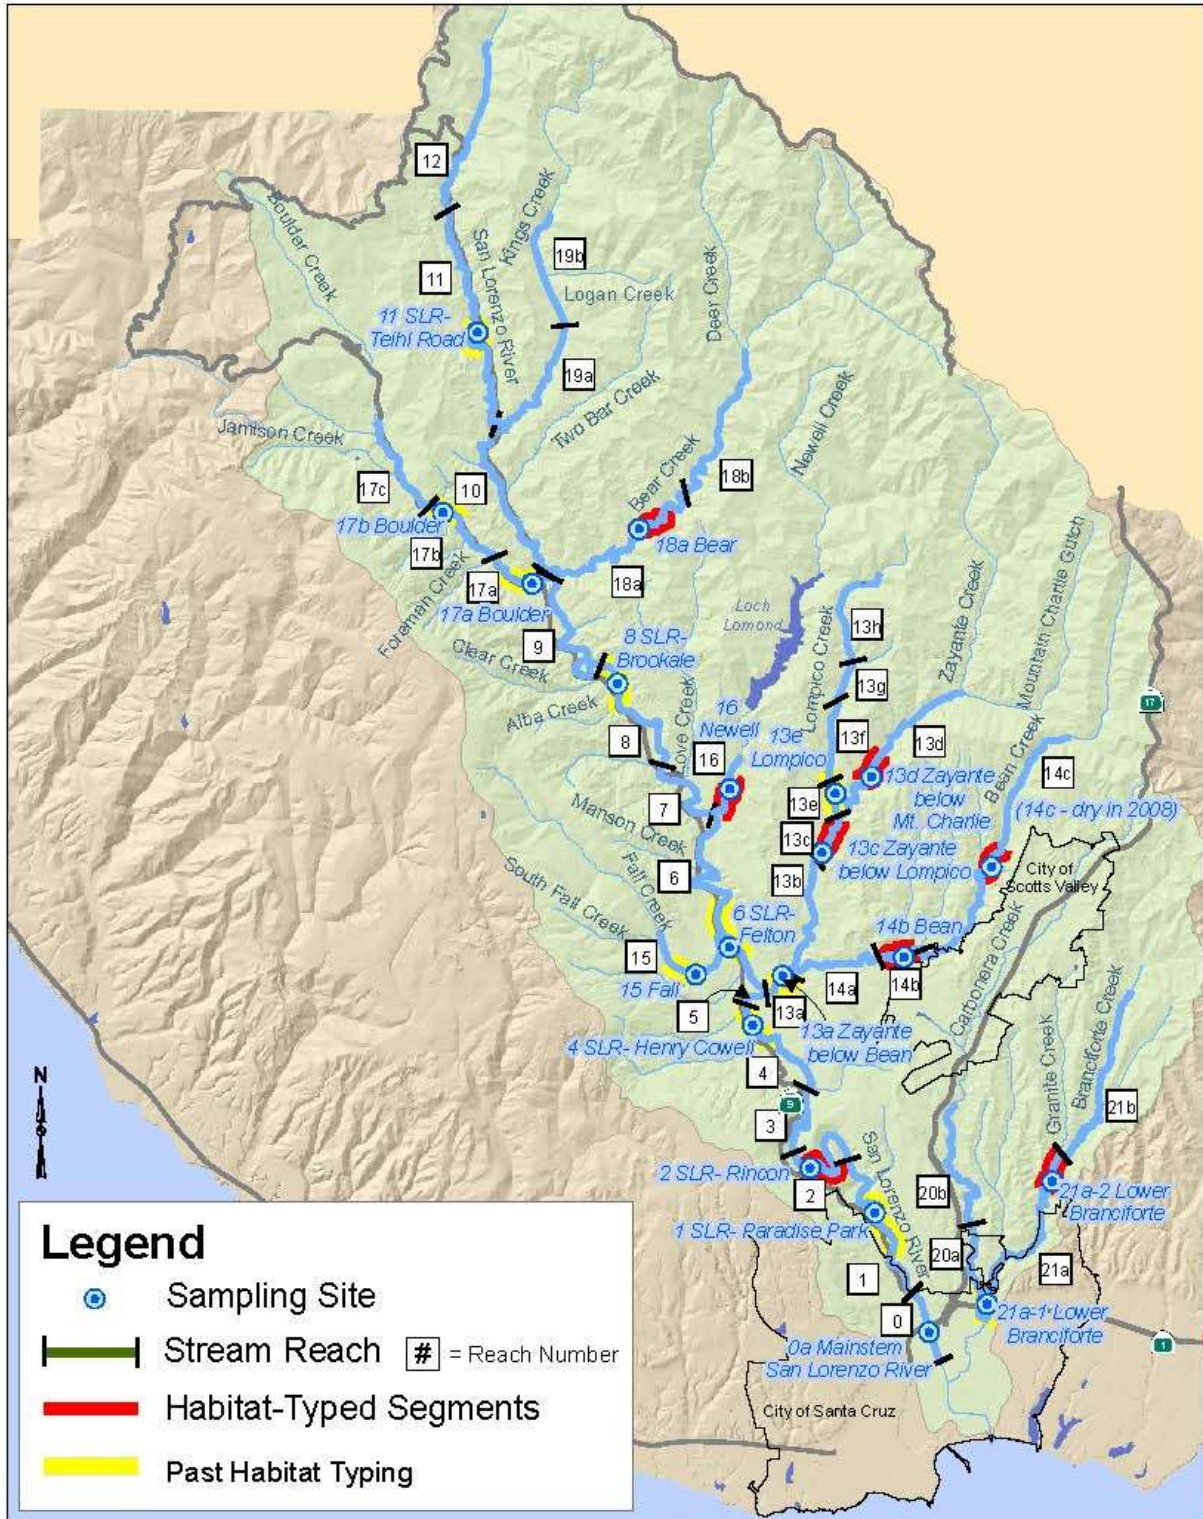 12
Boulder Creek
San Lorenzo River
Kings Creek
19b
Logan Creek
Deer Creek
11
11 SLR-
Teihl Road
19a
Two Bar Creek
Newell Creek
Jamison Creek
17c
10
Bear Creek
18b
17b Boulder
18a Bear
17b
Foreman Creek
17a
17a Boulder
18a
Loch
Lomond
Lompico Creek
13h
Zayante Creek
Mountain Charlie Gulch
9
Clear Creek
8 SLR-
Brookale
13g
17
Alba Creek
Love Creek
16
Newell
13e
Lompico
13f
13d
Bean Creek
8
16
14c
13d Zayante
below
Mt. Charlie
(14c - dry in 2008)
7
Manson Creek
13e
13c
13c Zayante
below Lompico
City of
Scotts Valley
6
Fall Creek
South Fall Creek
13b
6 SLR-
Felton
14b Bean
Carbonera Creek
15
15 Fall
14a
14b
5
13a
13a Zayante
below Bean
4 SLR- Henry Cowell
Granite Creek
Branciforte Creek
N
4
9
3
21b
San Lorenzo River
2 SLR- Rincon
2
20b
21a-2 Lower
Branciforte
1 SLR- Paradise Park
20a
21a
1
0
21a-1 Lower
Branciforte
1
0a Mainstem
San Lorenzo River
City of Santa Cruz
Legend
Sampling Site
Stream Reach # = Reach Number
Habitat-Typed Segments
Past Habitat Typing